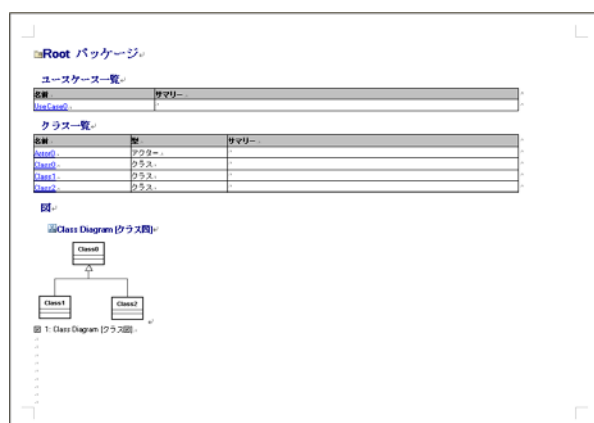 Root パッケージ
ユースケース一覧
名前 サマリー
UseCase0
クラス一覧
名前 型 サマリー
Actor0 アクター
Class0 クラス
Class1 クラス
Class2 クラス
図
Class Diagram [クラス図]
Class0
Class1 Class2
図 1: Class Diagram [クラス図]